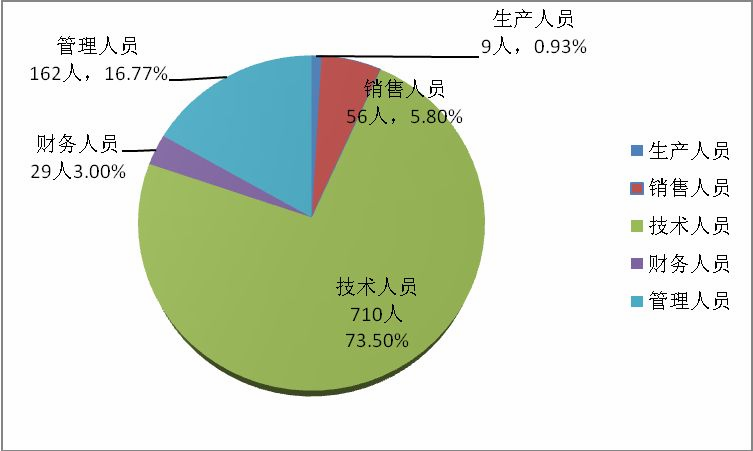 生产人员
9人，0.93%
管理人员
162人，16.77%
销售人员
56人，5.80%
财务人员
29人3.00%
技术人员
710人
73.50%
生产人员
销售人员
技术人员
财务人员
管理人员